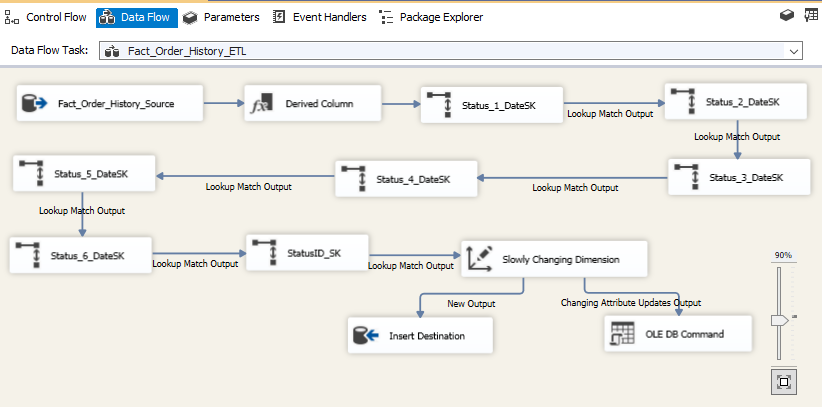 Control Flow
Data Flow
Parameters
Event Handlers
Package Explorer
Data Flow Task:
Fact_Order_History_ETL
Fact_Order_History_Source
Derived Column
Status_1_DateSK
Lookup Match Output
Status_2_DateSK
Lookup Match Output
Status_3_DateSK
Lookup Match Output
Status_4_DateSK
Lookup Match Output
Status_5_DateSK
Lookup Match Output
Status_6_DateSK
Lookup Match Output
StatusID_SK
Lookup Match Output
Slowly Changing Dimension
90%
New Output
Changing Attribute Updates Output
Insert Destination
OLE DB Command